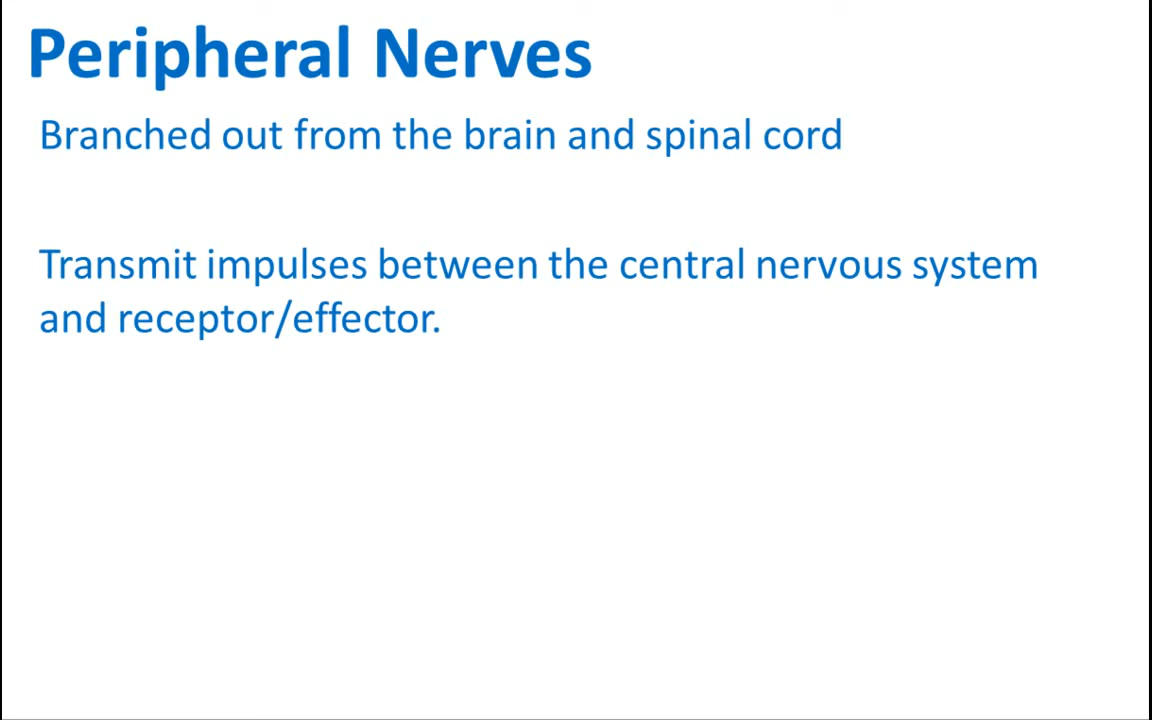 Peripheral Nerves
Branched out from the brain and spinal cord
Transmit impulses between the central nervous system
and receptor/effector.